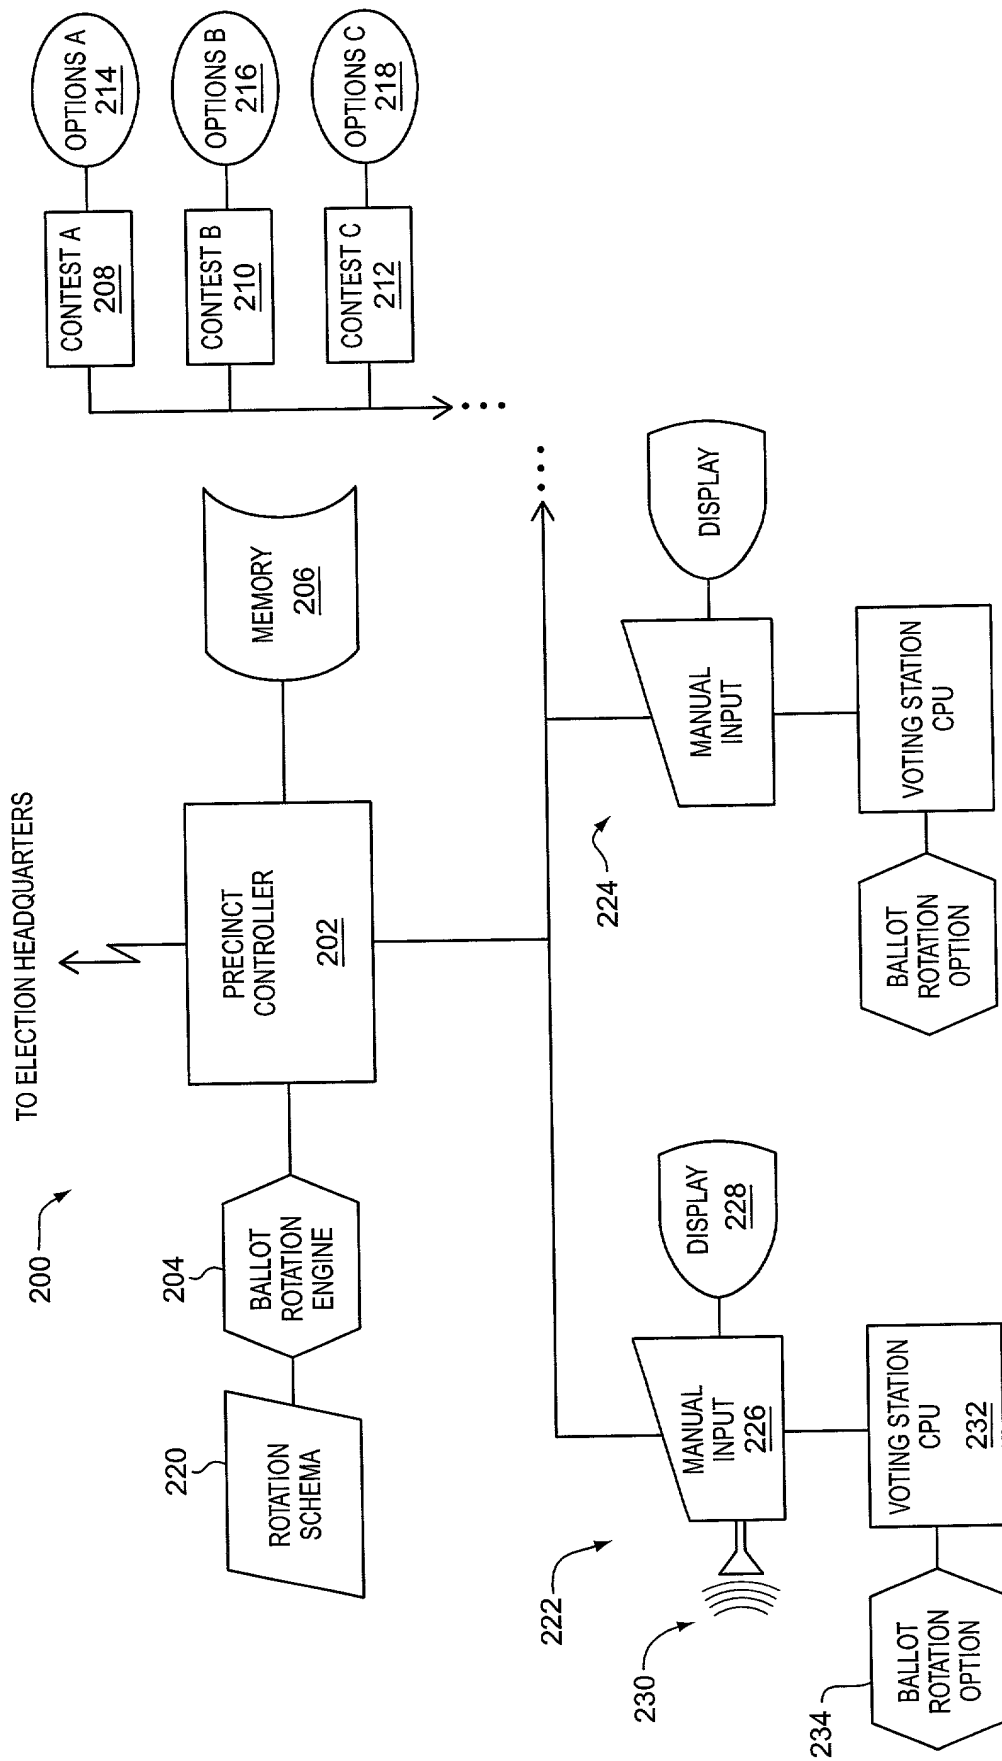 TO ELECTION HEADQUARTERS
200
220
ROTATION
SCHEMA
204
BALLOT
ROTATION
ENGINE
PRECINCT
CONTROLLER
202
MEMORY
206
CONTEST A
208
OPTIONS A
214
CONTEST B
210
OPTIONS B
216
CONTEST C
212
OPTIONS C
218
222
230
MANUAL
INPUT
226
DISPLAY
228
234
BALLOT
ROTATION
OPTION
VOTING STATION
CPU
232
224
MANUAL
INPUT
DISPLAY
BALLOT
ROTATION
OPTION
VOTING STATION
CPU